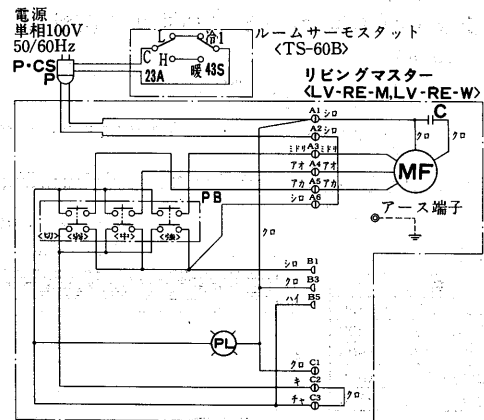 電源
単相100V
50/60Hz
P・CS
P
L
冷1
C
H
暖
23A
43S
ルームサーモスタット
<TS-60B>
リビングマスター
<LV-RE-M,LV-RE-W>
A1 シロ
C
クロ
クロ
A2 シロ
ミドリ A3 ミドリ
アオ A4 アオ
MF
アカ A5 アカ
シロ A6
PB
アース端子
<切> <弱> <中> <強>
クロ
シロ B1
クロ B3
ハイ B5
PL
クロ C1
キ C2
クロ
チャ C3